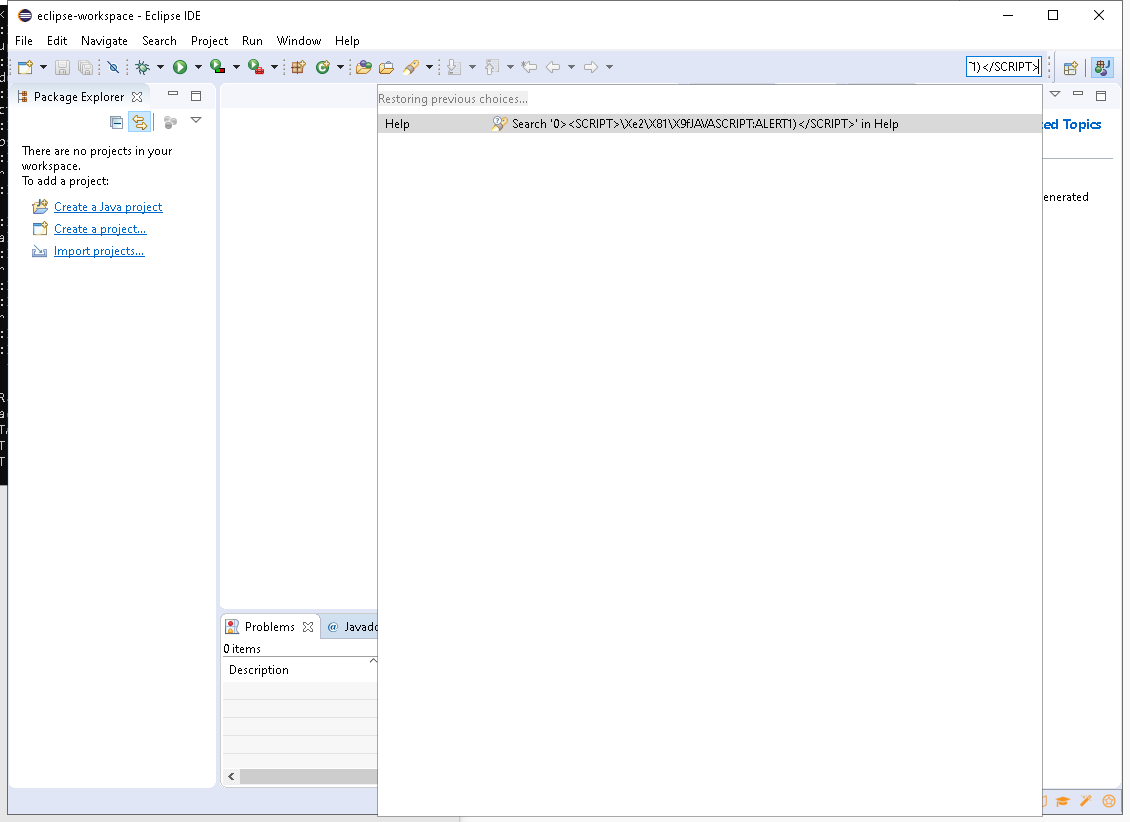 eclipse-workspace - Eclipse IDE
File Edit Navigate Search Project Run Window Help
1)</SCRIPT>
Package Explorer
There are no projects in your
workspace.
To add a project:
Create a Java project
Create a project...
Import projects...
Restoring previous choices...
Help Search '0><SCRIPT>\Xe2\X81\X9fJAVASCRIPT:ALERT1)</SCRIPT>' in Help
ed Topics
enerated
Problems @ Javado
0 items
Description